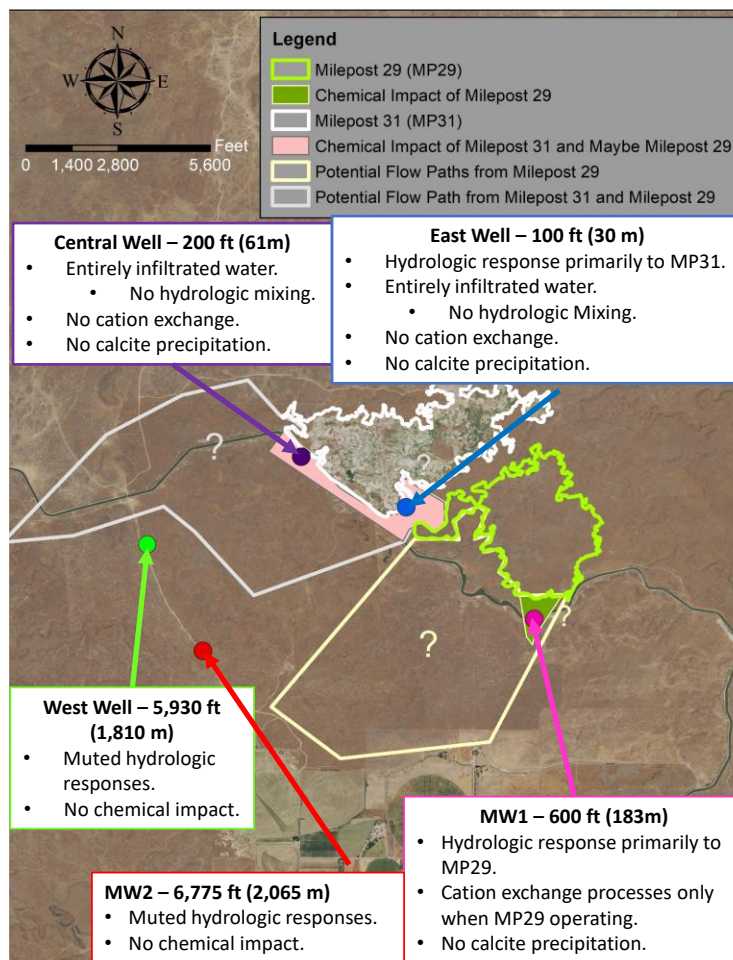 N
W E
S
Feet
0 1,400 2,800 5,600
Legend
Milepost 29 (MP29)
Chemical Impact of Milepost 29
Milepost 31 (MP31)
Chemical Impact of Milepost 31 and Maybe Milepost 29
Potential Flow Paths from Milepost 29
Potential Flow Path from Milepost 31 and Milepost 29
Central Well – 200 ft (61m)
• Entirely infiltrated water.
• No hydrologic mixing.
• No cation exchange.
• No calcite precipitation.
East Well – 100 ft (30 m)
• Hydrologic response primarily to MP31.
• Entirely infiltrated water.
• No hydrologic Mixing.
• No cation exchange.
• No calcite precipitation.
?
?
?
?
West Well – 5,930 ft
(1,810 m)
• Muted hydrologic
responses.
• No chemical impact.
MW2 – 6,775 ft (2,065 m)
• Muted hydrologic responses.
• No chemical impact.
MW1 – 600 ft (183m)
• Hydrologic response primarily to
MP29.
• Cation exchange processes only
when MP29 operating.
• No calcite precipitation.